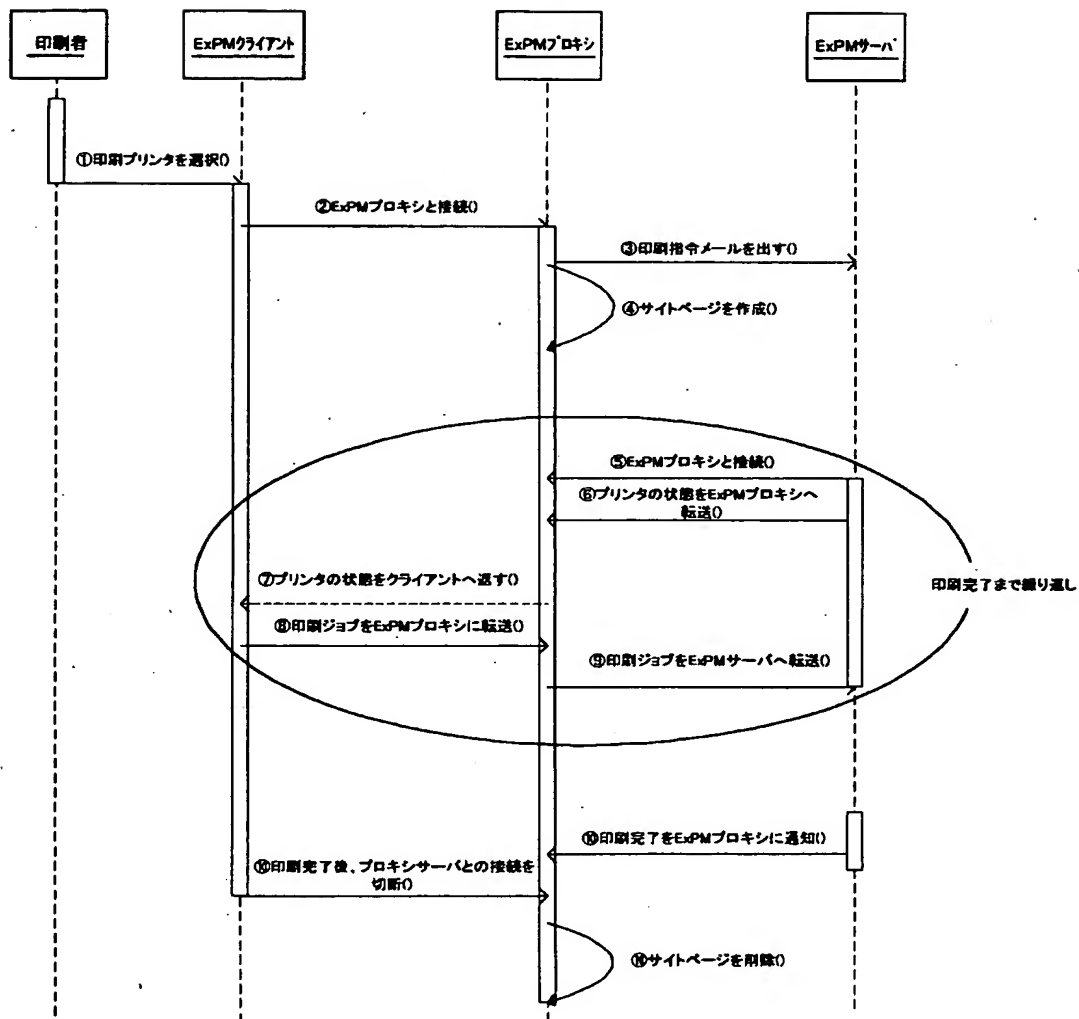 印刷者
ExPMクライアント
ExPMプロキシ
ExPMサーバ
①印刷プリンタを選択()
②ExPMプロキシと接続()
③印刷指令メールを出す()
④サイトページを作成()
⑤ExPMプロキシと接続()
⑥プリンタの状態をExPMプロキシへ
転送()
⑦プリンタの状態をクライアントへ返す()
印刷完了まで繰り返し
⑧印刷ジョブをExPMプロキシに転送()
⑨印刷ジョブをExPMサーバへ転送()
⑩印刷完了をExPMプロキシに通知()
印刷完了後、プロキシサーバとの接続を
切断()
サイトページを削除()